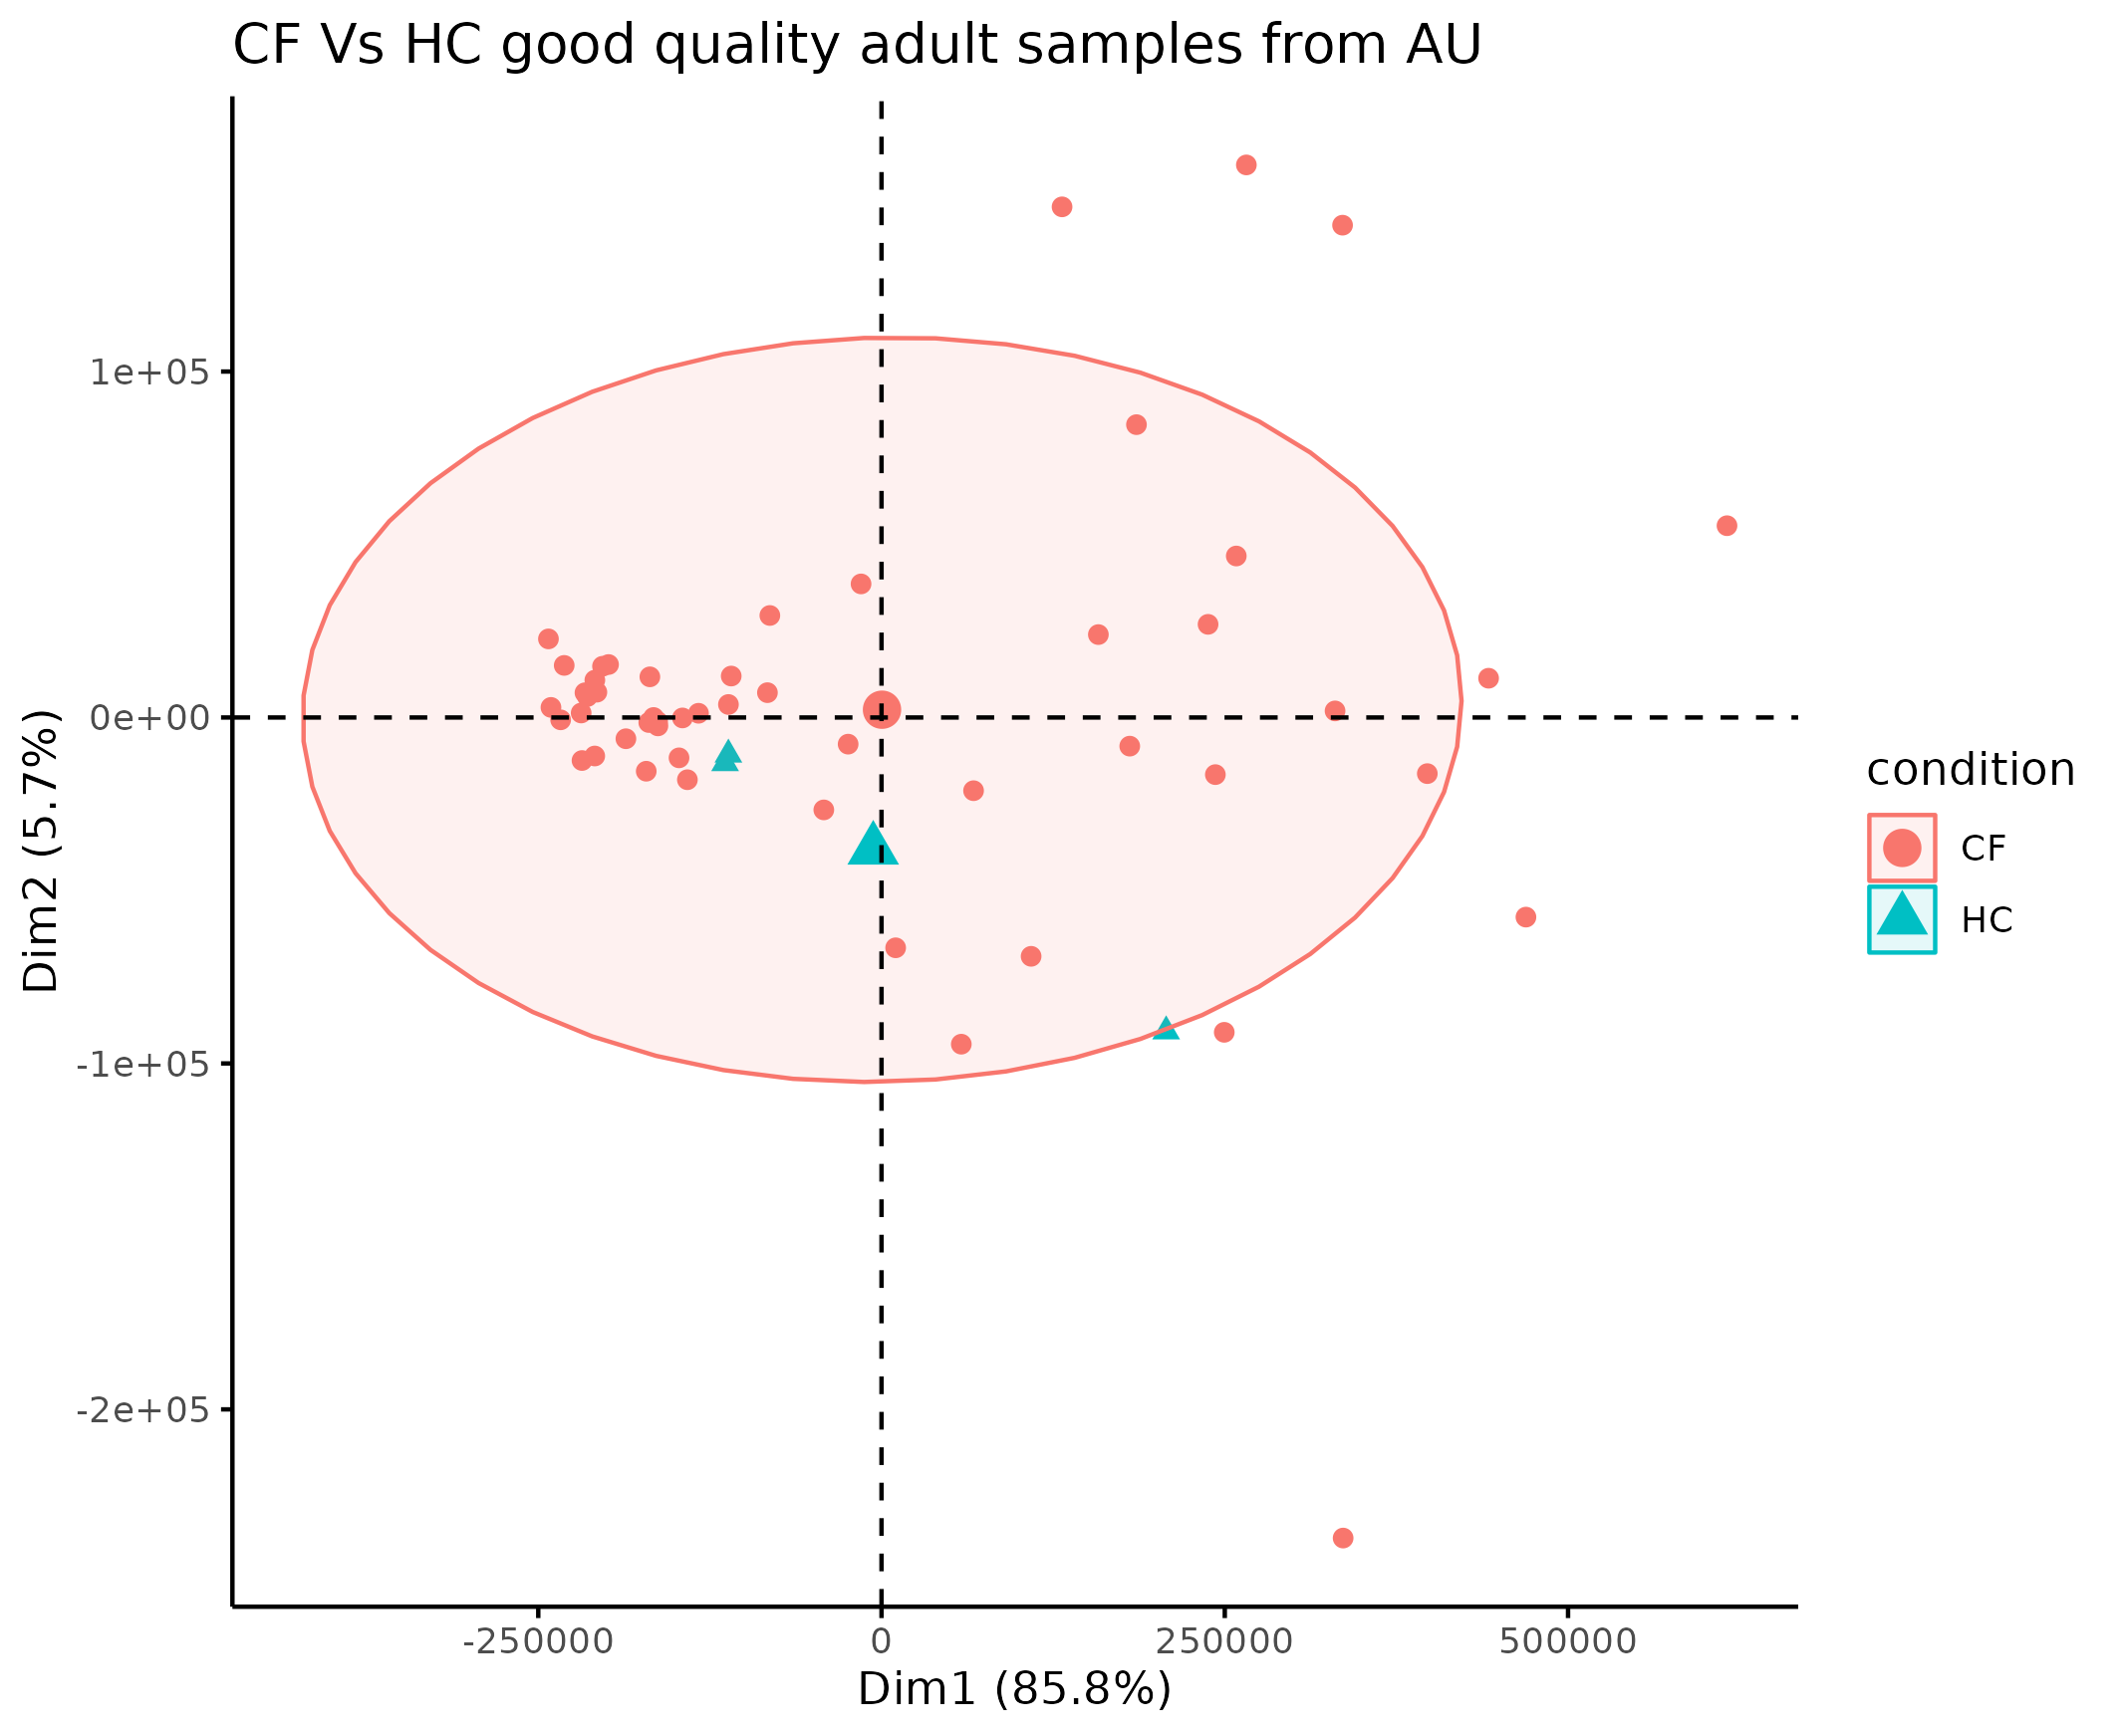 CF Vs HC good quality adult samples from AU
1e+05
0e+00
-1e+05
-2e+05
Dim2 (5.7%)
-250000
0
250000
500000
Dim1 (85.8%)
condition
CF
HC